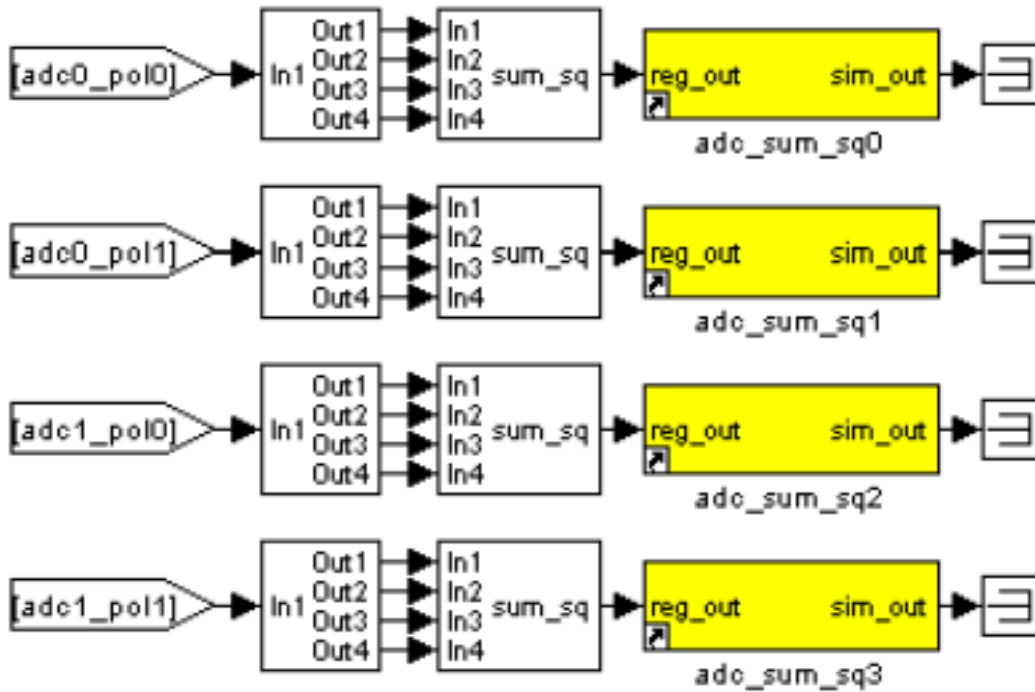 Out1 In1
[adc0_pol0] In1 Out2 In2 sum_sq reg_out sim_out
Out3 In3
Out4 In4
adc_sum_sq0
Out1 In1
[adc0_pol1] In1 Out2 In2 sum_sq reg_out sim_out
Out3 In3
Out4 In4
adc_sum_sq1
Out1 In1
[adc1_pol0] In1 Out2 In2 sum_sq reg_out sim_out
Out3 In3
Out4 In4
adc_sum_sq2
Out1 In1
[adc1_pol1] In1 Out2 In2 sum_sq reg_out sim_out
Out3 In3
Out4 In4
adc_sum_sq3